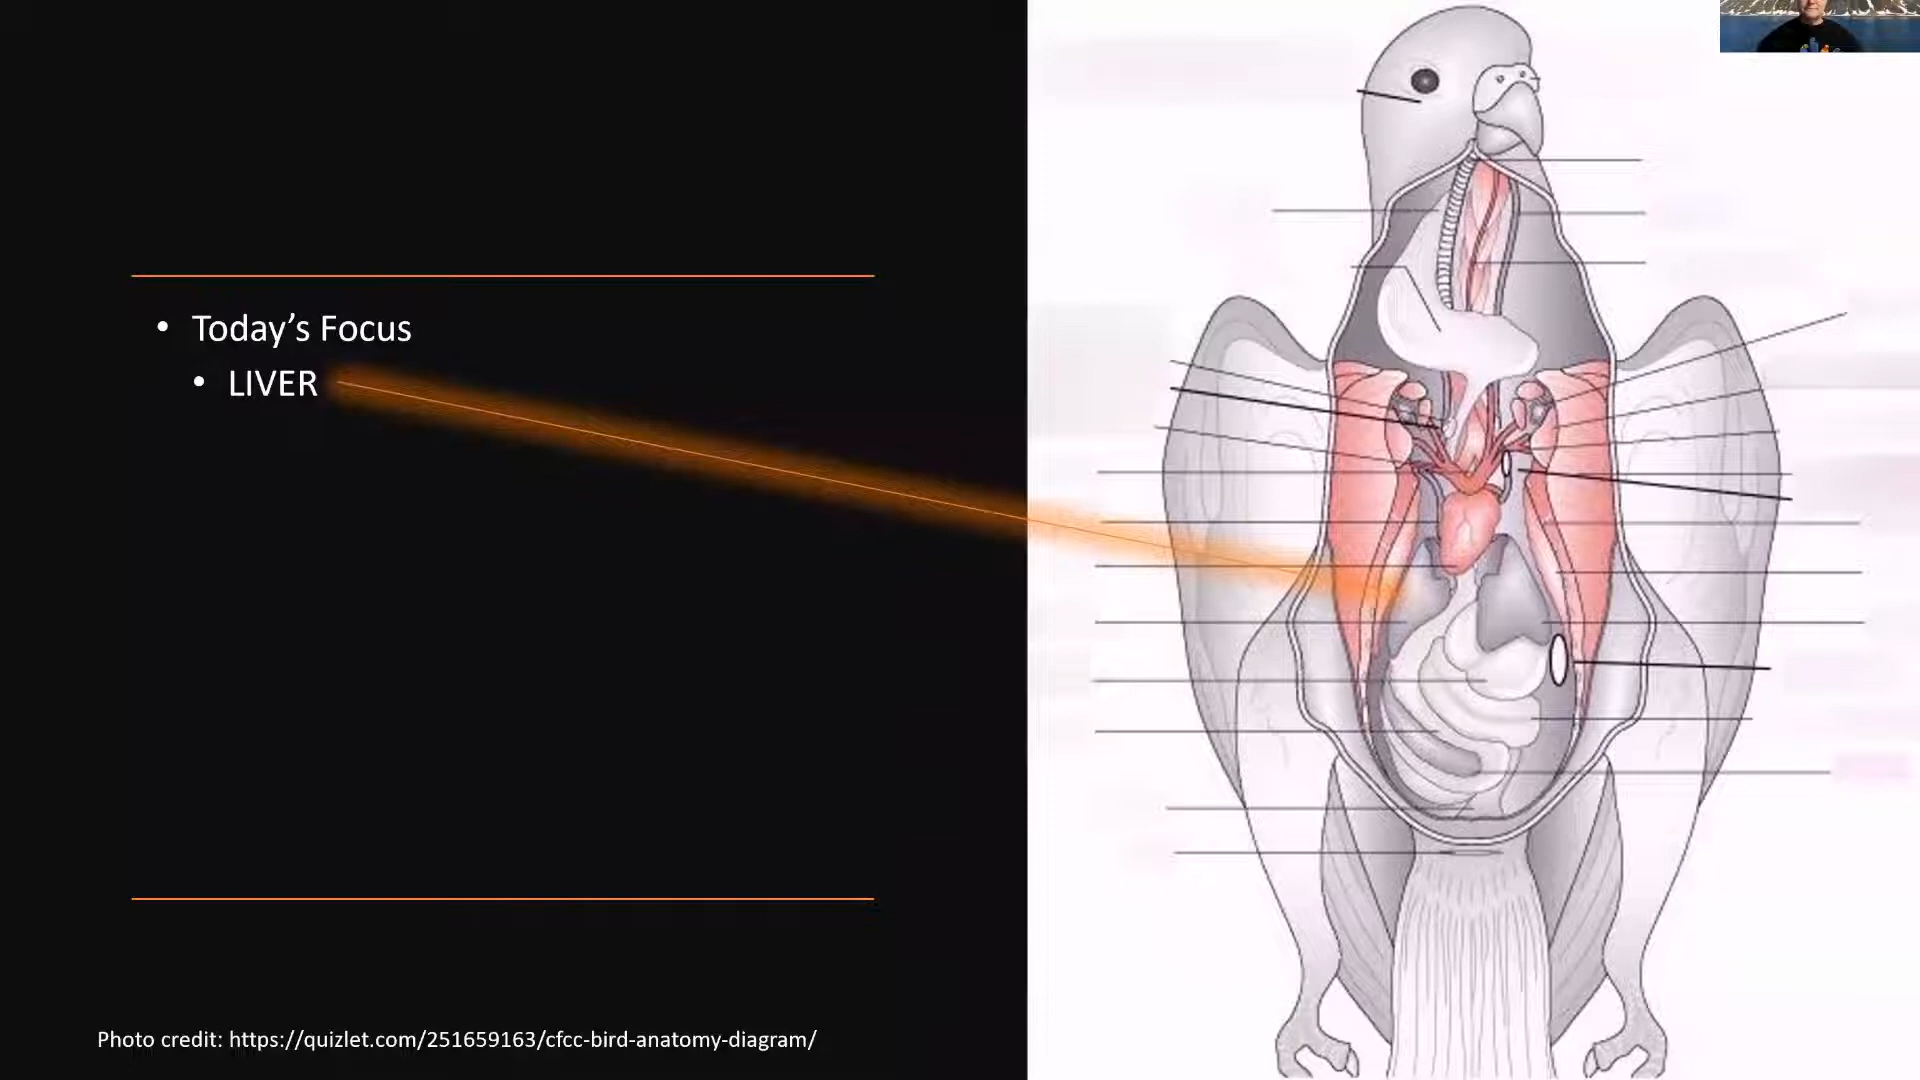 • Today’s Focus
• LIVER
Photo credit: https://quizlet.com/251659163/cfcc-bird-anatomy-diagram/